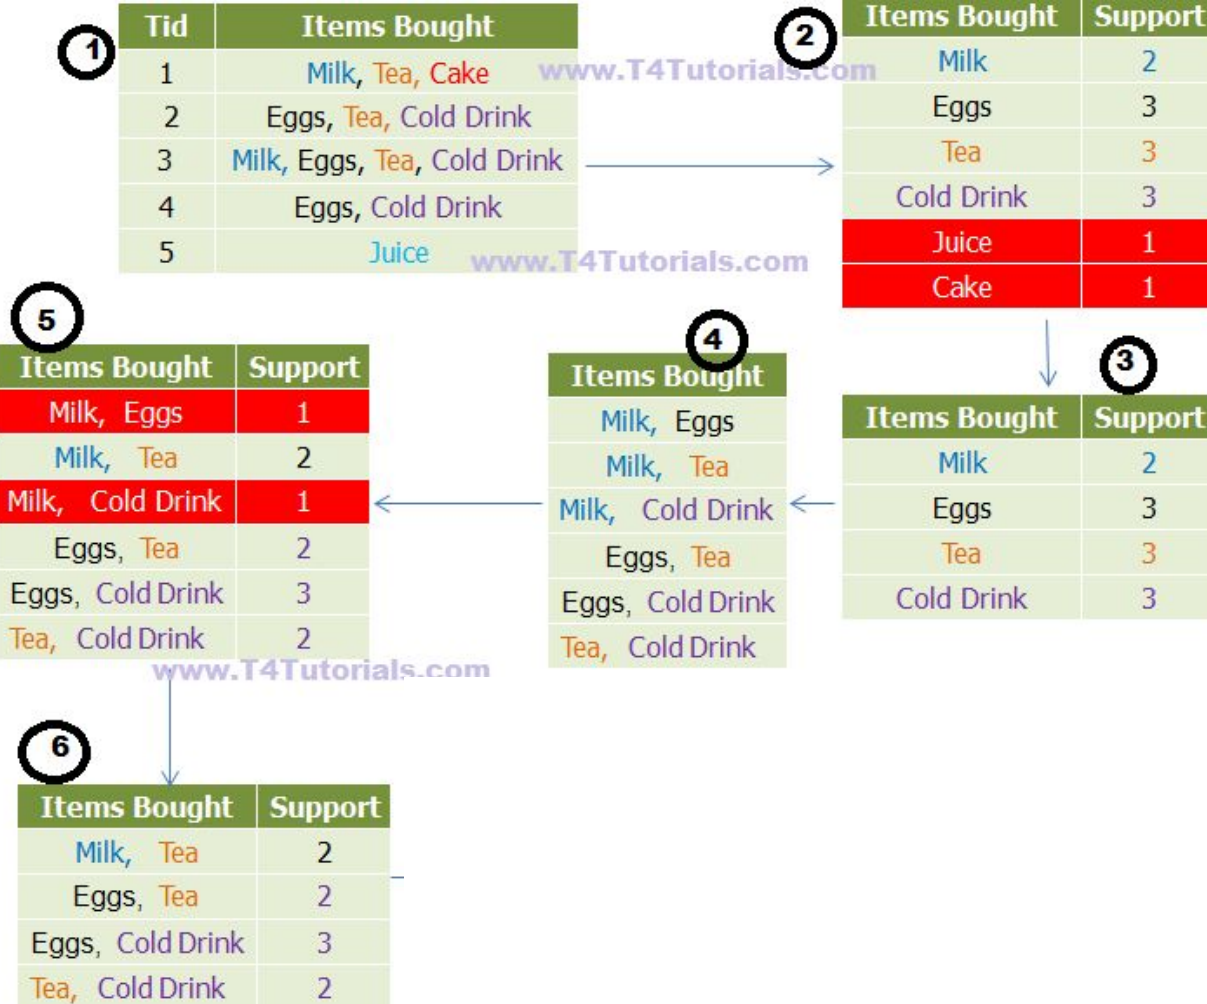 1
Tid Items Bought
1 Milk, Tea, Cake
2 Eggs, Tea, Cold Drink
3 Milk, Eggs, Tea, Cold Drink
4 Eggs, Cold Drink
5 Juice
www.T4Tutorials.com
www.T4Tutorials.com
2
Items Bought Support
Milk 2
Eggs 3
Tea 3
Cold Drink 3
Juice 1
Cake 1
3
Items Bought Support
Milk 2
Eggs 3
Tea 3
Cold Drink 3
4
Items Bought
Milk, Eggs
Milk, Tea
Milk, Cold Drink
Eggs, Tea
Eggs, Cold Drink
Tea, Cold Drink
5
Items Bought Support
Milk, Eggs 1
Milk, Tea 2
Milk, Cold Drink 1
Eggs, Tea 2
Eggs, Cold Drink 3
Tea, Cold Drink 2
www.T4Tutorials.com
6
Items Bought Support
Milk, Tea 2
Eggs, Tea 2
Eggs, Cold Drink 3
Tea, Cold Drink 2